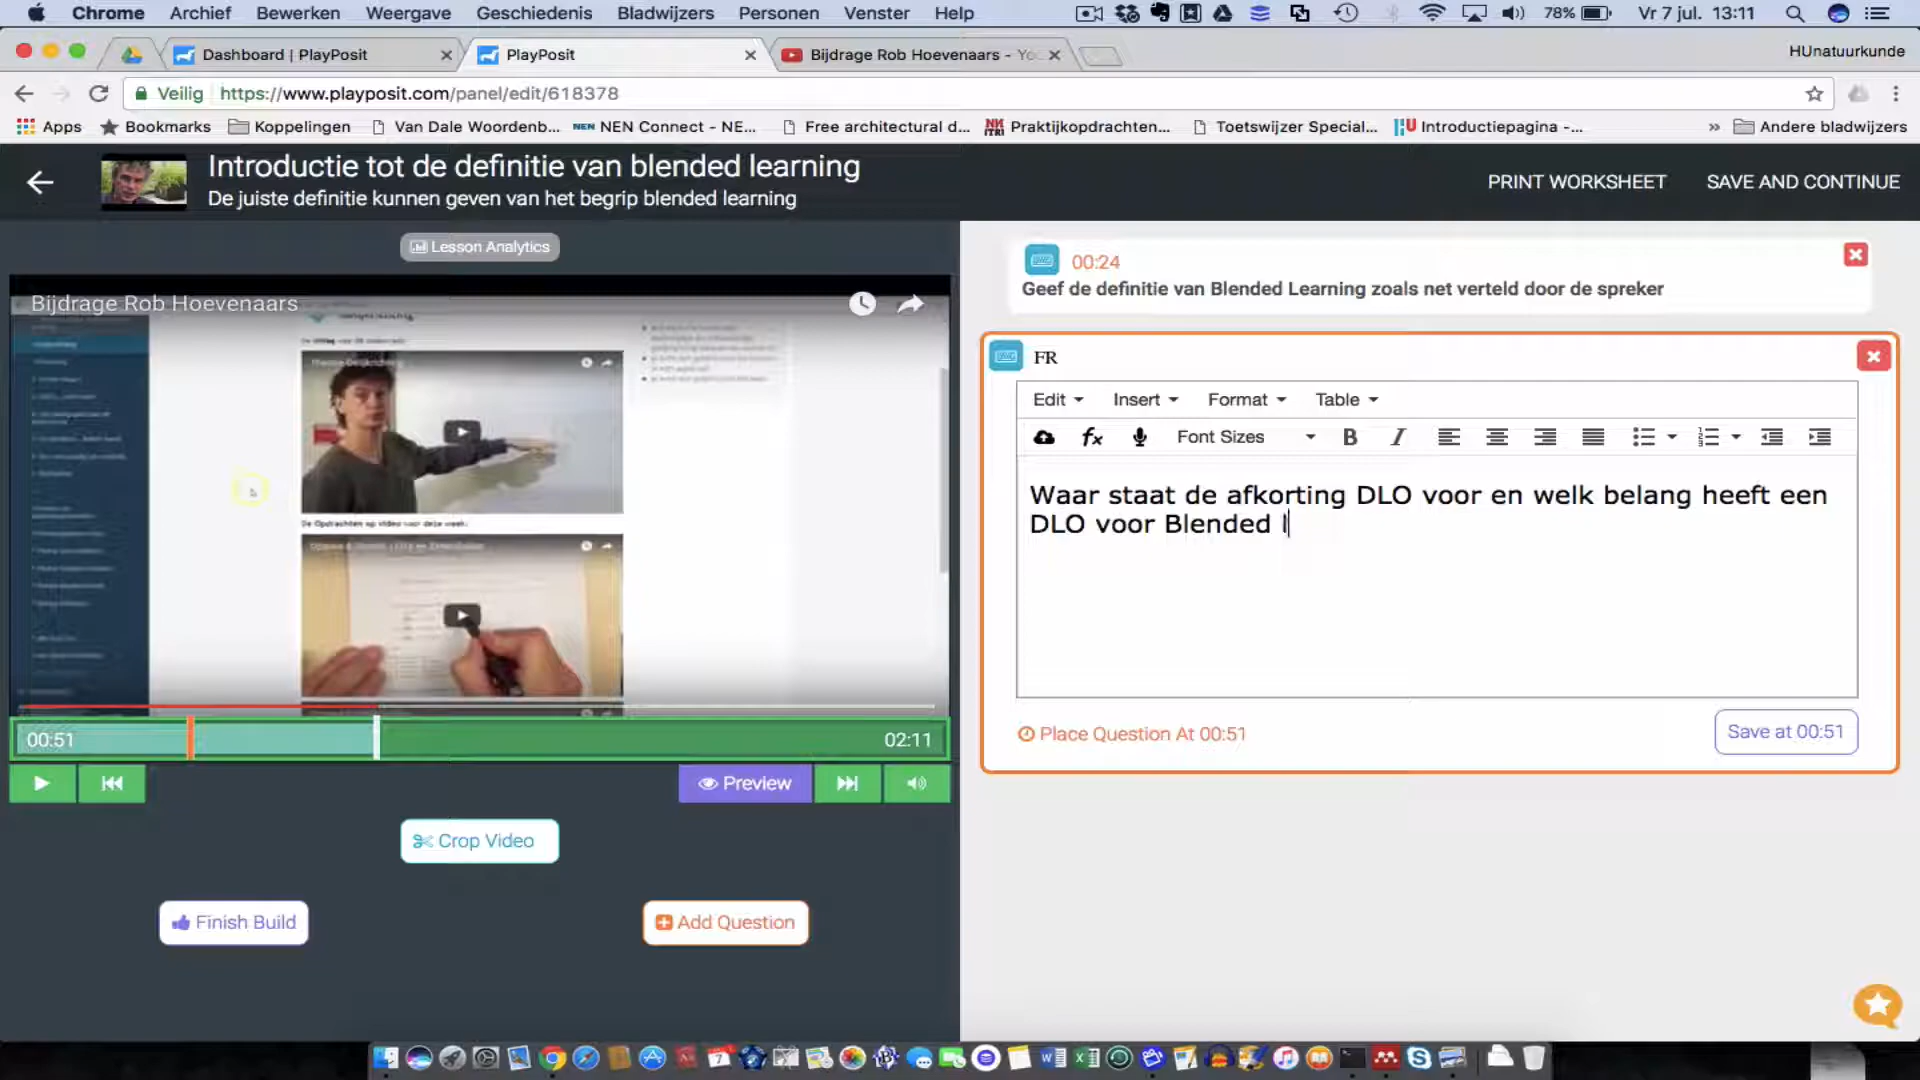 Chrome Archief Bewerken Weergave Geschiedenis Bladwijzers Personen Venster Help 78% Vr 7 jul. 13:11
Dashboard | PlayPosit PlayPosit Bijdrage Rob Hoevenaars - Yo HUnatuurkunde
Veilig https://www.playposit.com/panel/edit/618378
Apps Bookmarks Koppelingen Van Dale Woordenb... NEN NEN Connect - NE... Free architectural d... Praktijkopdrachten... Toetswijzer Special... Introductiepagina -... » Andere bladwijzers
Introductie tot de definitie van blended learning
De juiste definitie kunnen geven van het begrip blended learning
PRINT WORKSHEET SAVE AND CONTINUE
Lesson Analytics
Bijdrage Rob Hoevenaars
00:51 02:11
Preview
Crop Video
Finish Build Add Question
00:24
Geef de definitie van Blended Learning zoals net verteld door de spreker
FR
Edit Insert Format Table
fx Font Sizes B I
Waar staat de afkorting DLO voor en welk belang heeft een
DLO voor Blended l
Place Question At 00:51 Save at 00:51